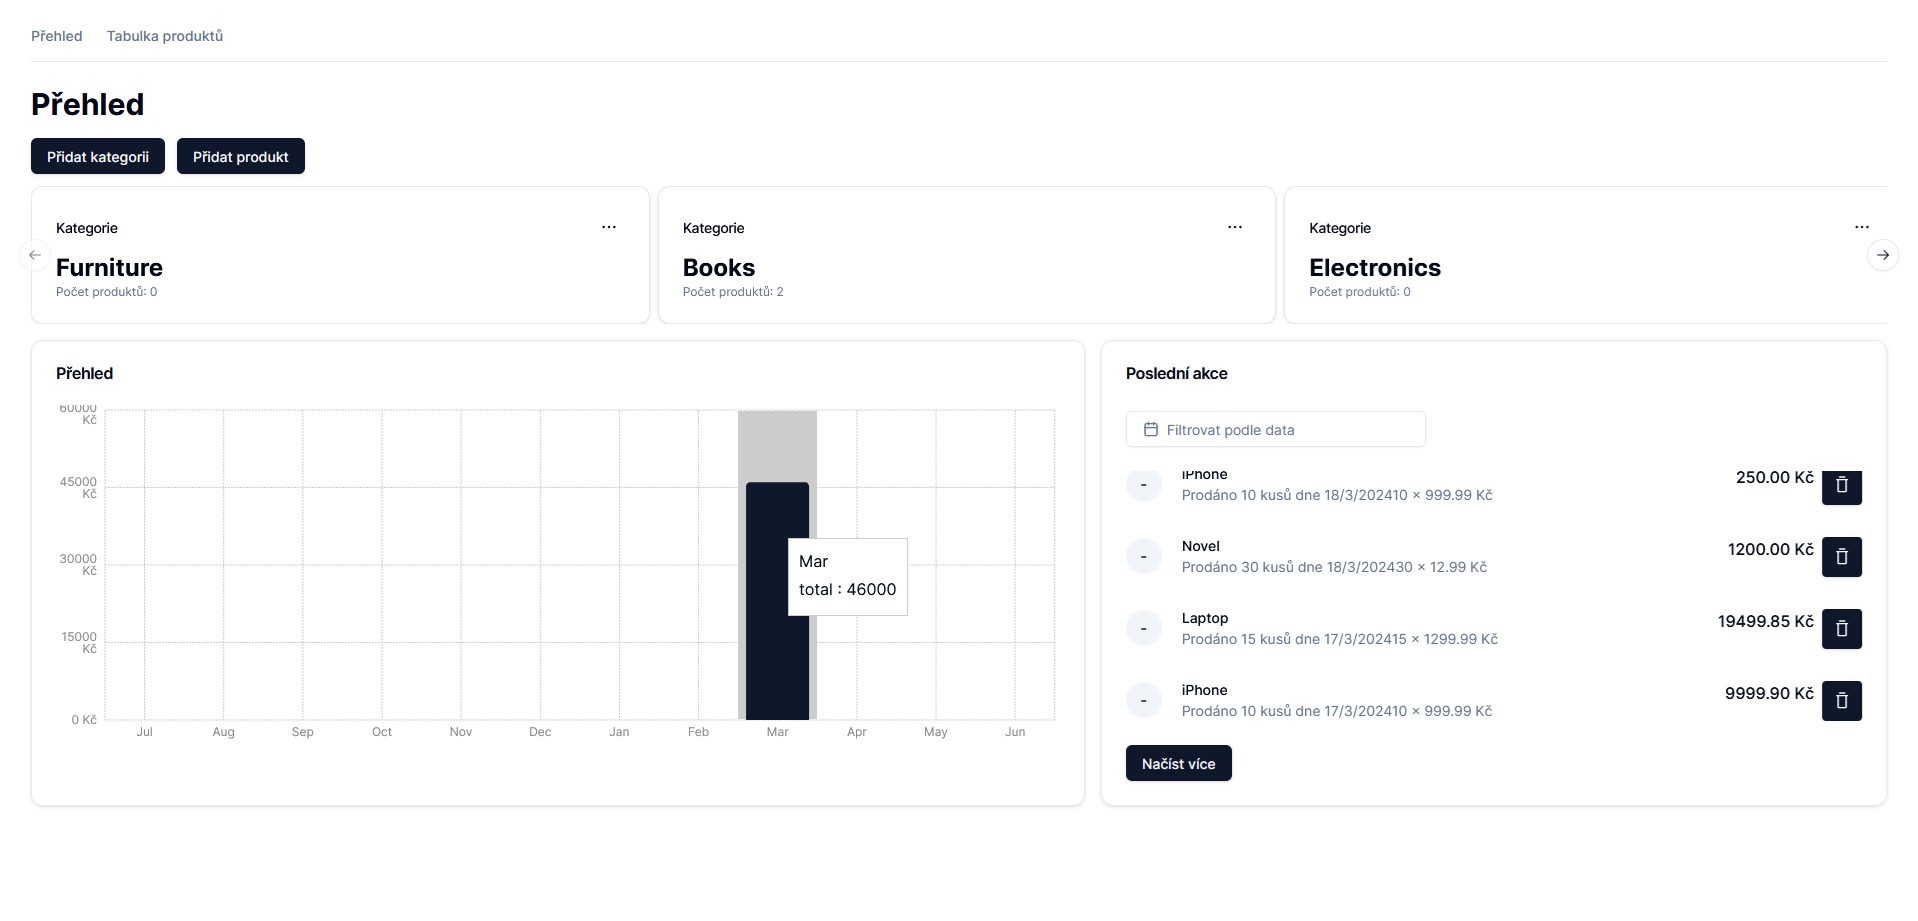 Přehled Tabulka produktů
Přehled
Přidat kategorii Přidat produkt
Kategorie
Furniture
Počet produktů: 0
Kategorie
Books
Počet produktů: 2
Kategorie
Electronics
Počet produktů: 0
Přehled
60000 Kč
45000 Kč
30000 Kč
15000 Kč
0 Kč
Jul Aug Sep Oct Nov Dec Jan Feb Mar Apr May Jun
Mar
total : 46000
Poslední akce
Filtrovat podle data
- iPhone 250.00 Kč
Prodáno 10 kusů dne 18/3/202410 × 999.99 Kč
- Novel 1200.00 Kč
Prodáno 30 kusů dne 18/3/202430 × 12.99 Kč
- Laptop 19499.85 Kč
Prodáno 15 kusů dne 17/3/202415 × 1299.99 Kč
- iPhone 9999.90 Kč
Prodáno 10 kusů dne 17/3/202410 × 999.99 Kč
Načíst více